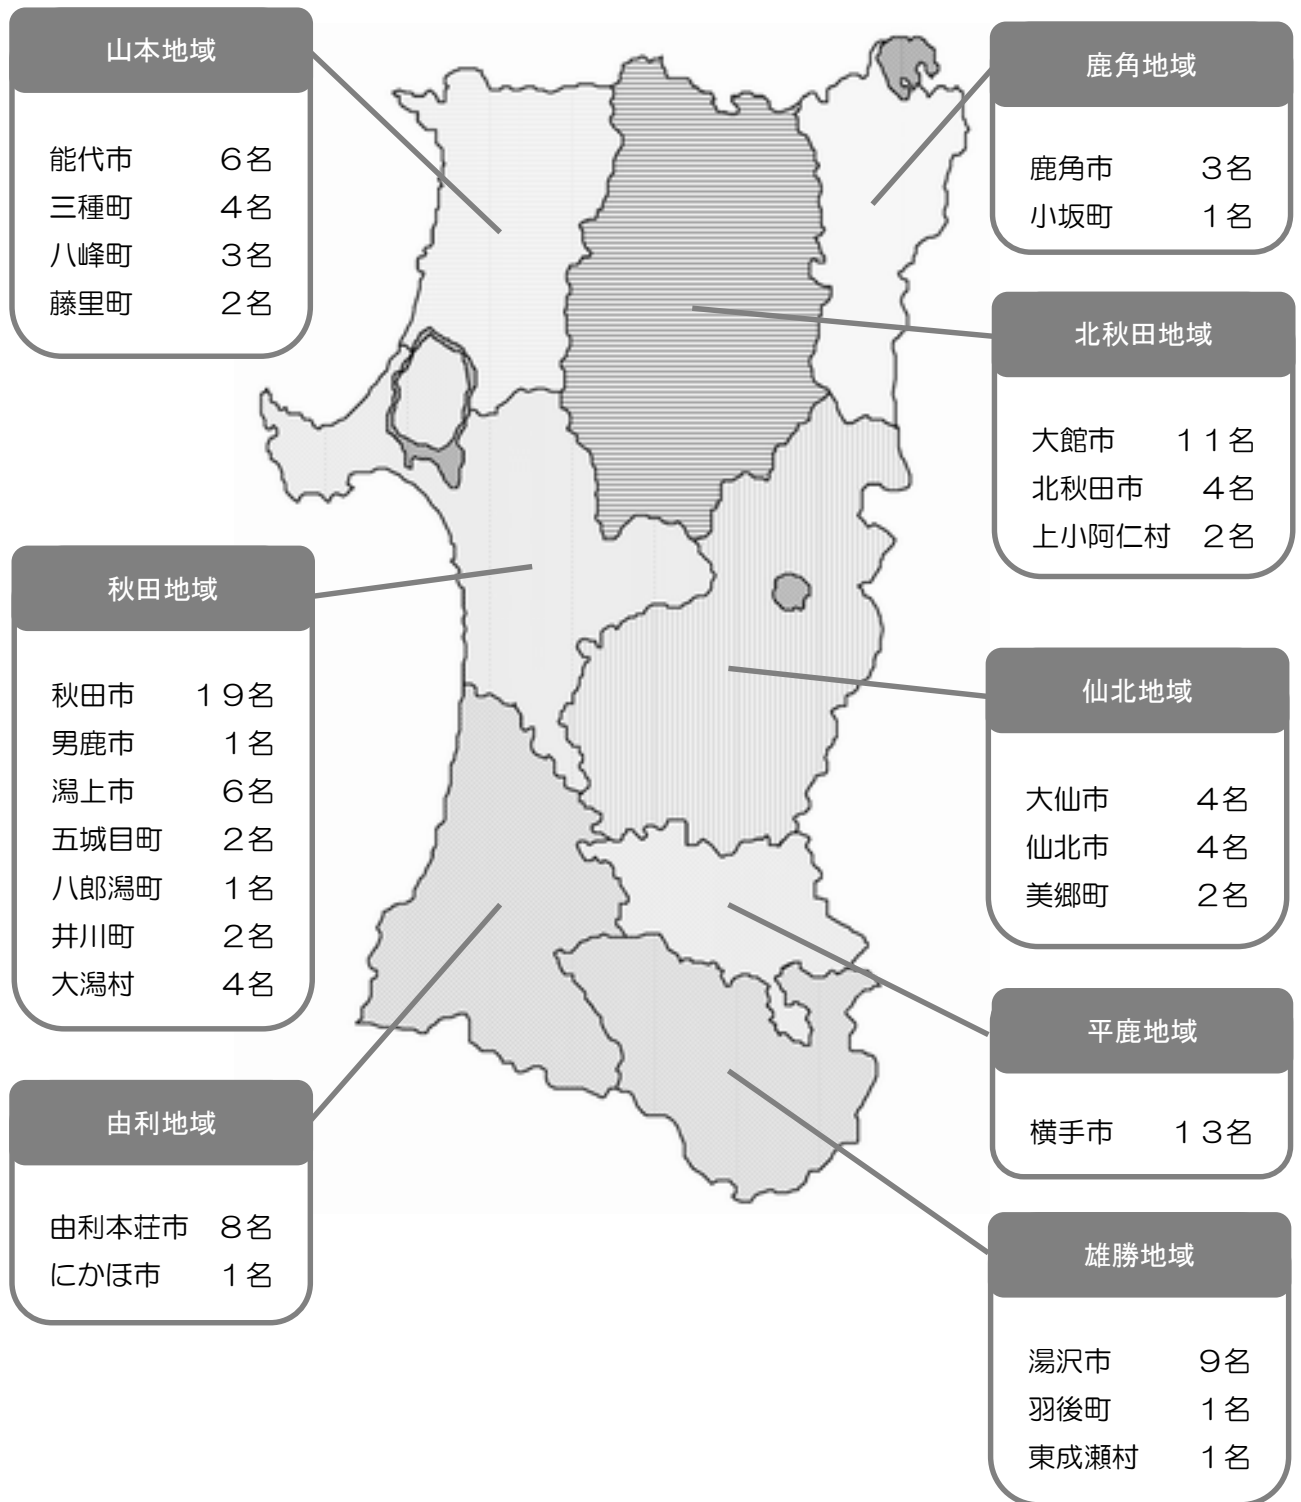 山本地域
能代市　６名
三種町　４名
八峰町　３名
藤里町　２名
秋田地域
秋田市　１９名
男鹿市　１名
潟上市　６名
五城目町　２名
八郎潟町　１名
井川町　２名
大潟村　４名
由利地域
由利本荘市　８名
にかほ市　１名
鹿角地域
鹿角市　３名
小坂町　１名
北秋田地域
大館市　１１名
北秋田市　４名
上小阿仁村　２名
仙北地域
大仙市　４名
仙北市　４名
美郷町　２名
平鹿地域
横手市　１３名
雄勝地域
湯沢市　９名
羽後町　１名
東成瀬村　１名